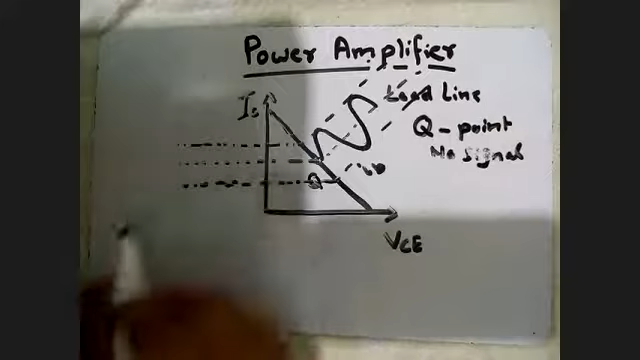 Power Amplifier
Ic
Load Line
Q - point
No signal
Q
VCE